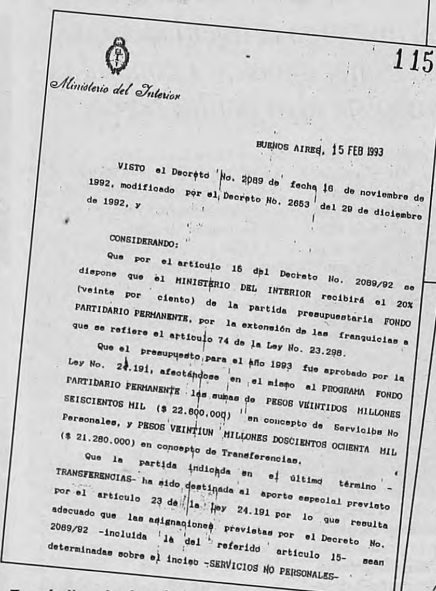 115
Ministerio del Interior
BUENOS AIRES, 15 FEB 1993
VISTO el Decreto No. 2089 de fecha 16 de noviembre de
1992, modificado por el Decreto No. 2653 del 29 de diciembre
de 1992, y
CONSIDERANDO:
Que por el artículo 15 del Decreto No. 2089/92 se
dispone que el MINISTERIO DEL INTERIOR recibirá el 20%
(veinte por ciento) de la partida presupuestaria FONDO
PARTIDARIO PERMANENTE, por la extensión de las franquicias a
que se refiere el artículo 74 de la Ley No. 23.298.
Que el presupuesto para el año 1993 fue aprobado por la
Ley No. 24.191, afectándose en el mismo al PROGRAMA FONDO
PARTIDARIO PERMANENTE las sumas de PESOS VEINTIDOS MILLONES
SEISCIENTOS MIL ($ 22.600.000) en concepto de Servicios No
Personales, y PESOS VEINTIUN MILLONES DOSCIENTOS OCHENTA MIL
($ 21.280.000) en concepto de Transferencias.
Que la partida indicada en el último término -
TRANSFERENCIAS- ha sido destinada al aporte especial previsto
por el artículo 23 de la Ley 24.191 por lo que resulta
adecuado que las asignaciones previstas por el Decreto No.
2089/92 -incluida la del referido artículo 15- sean
determinadas sobre el inciso -SERVICIOS NO PERSONALES-